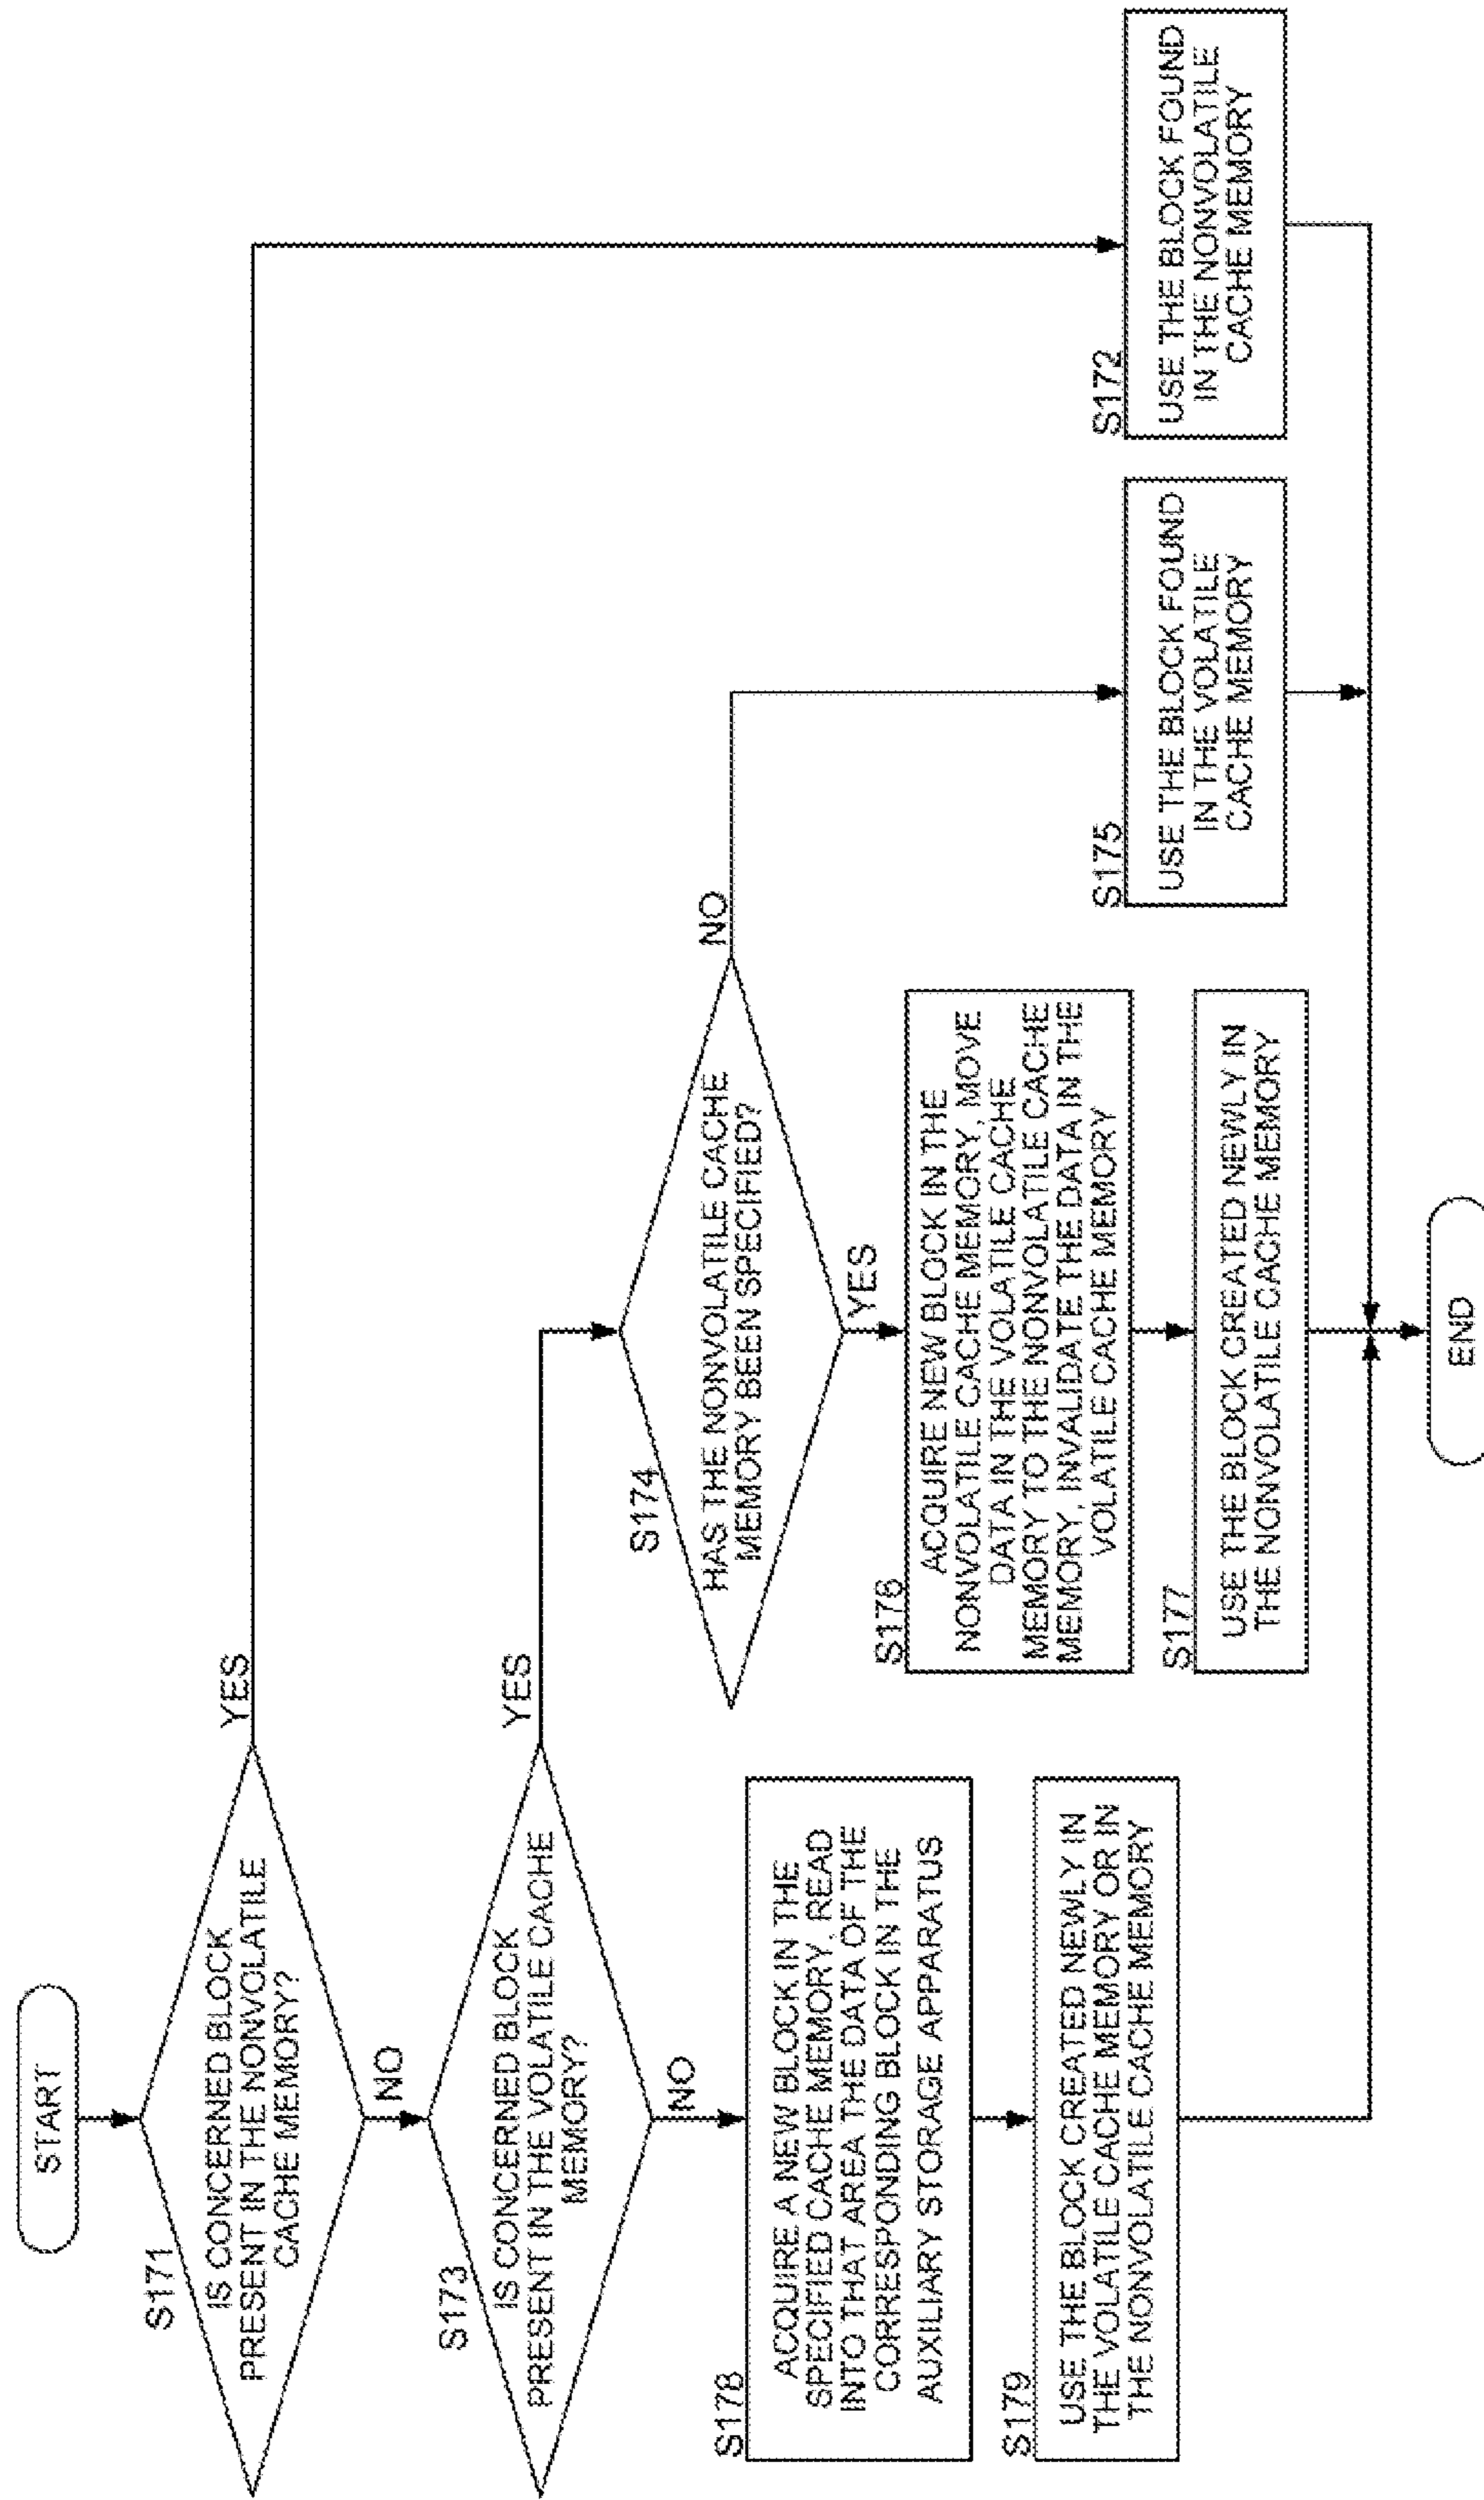 START
S171
IS CONCERNED BLOCK
PRESENT IN THE NONVOLATILE
CACHE MEMORY?
YES
NO
S173
IS CONCERNED BLOCK
PRESENT IN THE VOLATILE CACHE
MEMORY?
YES
NO
S174
HAS THE NONVOLATILE CACHE
MEMORY BEEN SPECIFIED?
NO
YES
S178
ACQUIRE A NEW BLOCK IN THE
SPECIFIED CACHE MEMORY, READ
INTO THAT AREA THE DATA OF THE
CORRESPONDING BLOCK IN THE
AUXILIARY STORAGE APPARATUS
S179
USE THE BLOCK CREATED NEWLY IN
THE VOLATILE CACHE MEMORY OR IN
THE NONVOLATILE CACHE MEMORY
S176
ACQUIRE NEW BLOCK IN THE
NONVOLATILE CACHE MEMORY, MOVE
DATA IN THE VOLATILE CACHE
MEMORY TO THE NONVOLATILE CACHE
MEMORY, INVALIDATE THE DATA IN THE
VOLATILE CACHE MEMORY
S177
USE THE BLOCK CREATED NEWLY IN
THE NONVOLATILE CACHE MEMORY
S175
USE THE BLOCK FOUND
IN THE VOLATILE
CACHE MEMORY
S172
USE THE BLOCK FOUND
IN THE NONVOLATILE
CACHE MEMORY
END